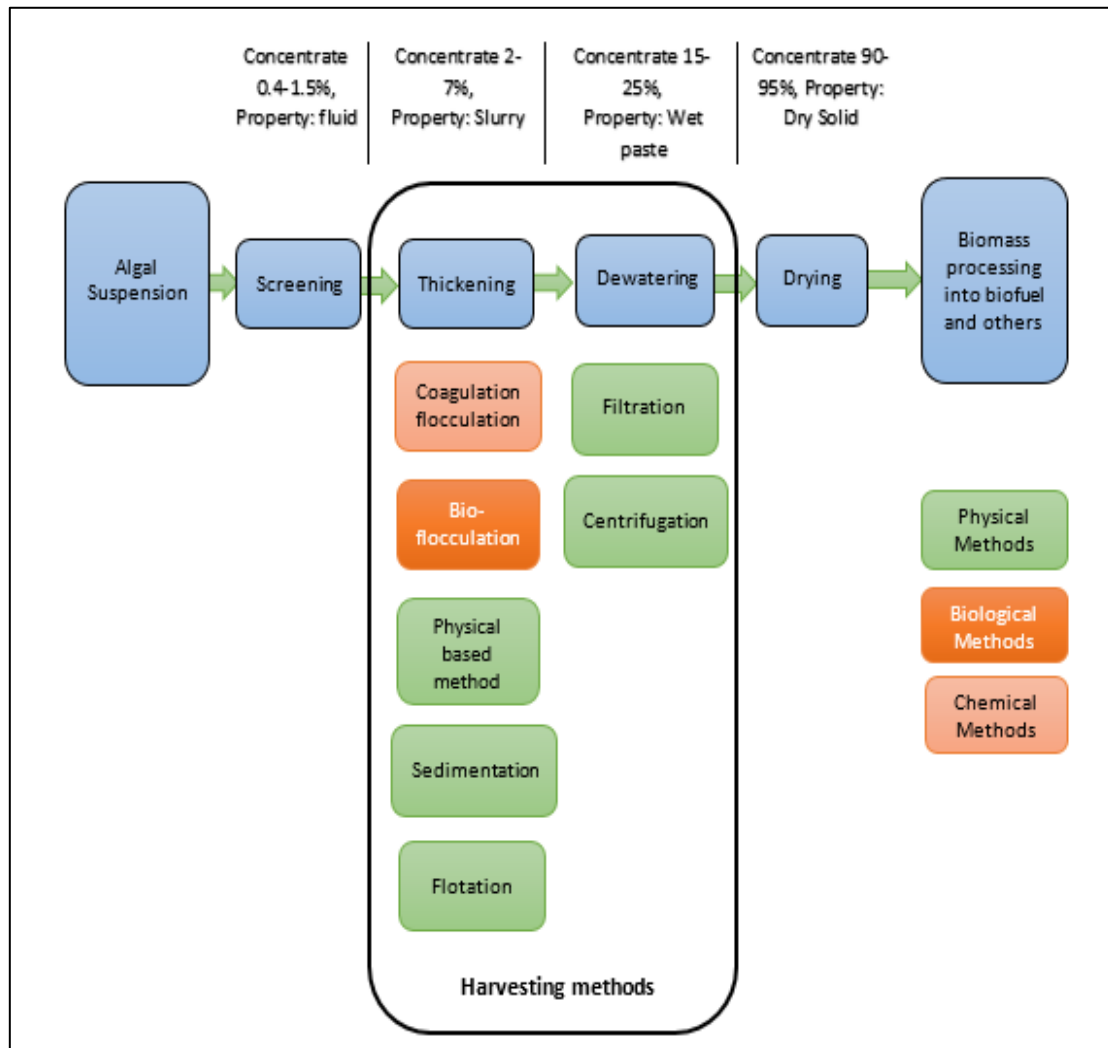 Concentrate
0.4-1.5%,
Property: fluid
Concentrate 2-
7%,
Property: Slurry
Concentrate 15-
25%,
Property: Wet
paste
Concentrate 90-
95%, Property:
Dry Solid
Algal
Suspension
Screening
Thickening
Dewatering
Drying
Biomass
processing
into biofuel
and others
Coagulation
flocculation
Filtration
Bio-
flocculation
Centrifugation
Physical
based
method
Sedimentation
Flotation
Physical
Methods
Biological
Methods
Chemical
Methods
Harvesting methods